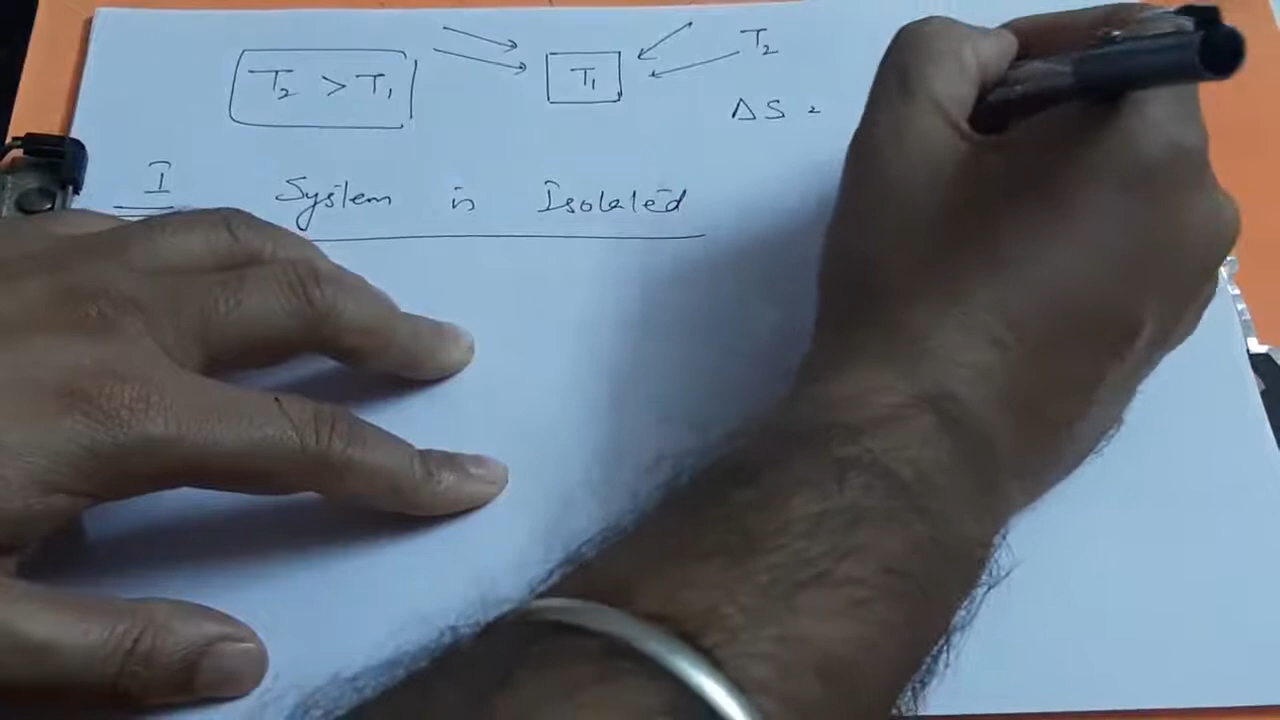 T₂ > T₁
T₁
T₂
ΔS =
I System is Isolated